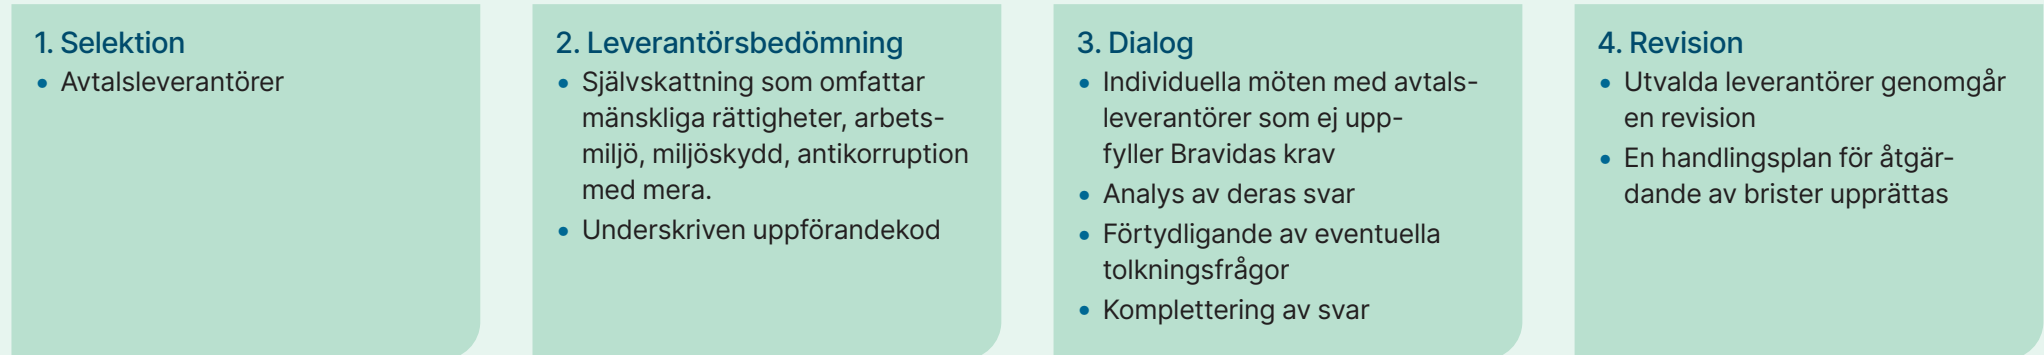 1. Selektion
• Avtalsleverantörer
2. Leverantörsbedömning
• Självskattning som omfattar
mänskliga rättigheter, arbets-
miljö, miljöskydd, antikorruption
med mera.
• Underskriven uppförandekod
3. Dialog
• Individuella möten med avtals-
leverantörer som ej upp-
fyller Bravidas krav
• Analys av deras svar
• Förtydligande av eventuella
tolkningsfrågor
• Komplettering av svar
4. Revision
• Utvalda leverantörer genomgår
en revision
• En handlingsplan för åtgär-
dande av brister upprättas